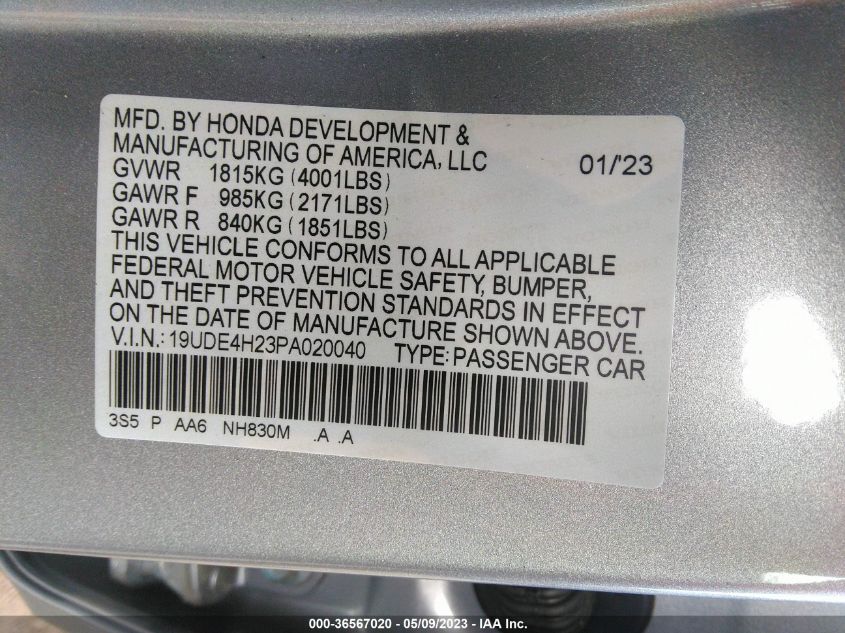 MFD. BY HONDA DEVELOPMENT &
MANUFACTURING OF AMERICA, LLC 01/'23
GVWR 1815KG (4001LBS)
GAWR F 985KG (2171LBS)
GAWR R 840KG (1851LBS)
THIS VEHICLE CONFORMS TO ALL APPLICABLE
FEDERAL MOTOR VEHICLE SAFETY, BUMPER,
AND THEFT PREVENTION STANDARDS IN EFFECT
ON THE DATE OF MANUFACTURE SHOWN ABOVE.
V.I.N.: 19UDE4H23PA020040 TYPE: PASSENGER CAR
3S5 P AA6 NH830M .A .A
000-36567020 - 05/09/2023 - IAA Inc.